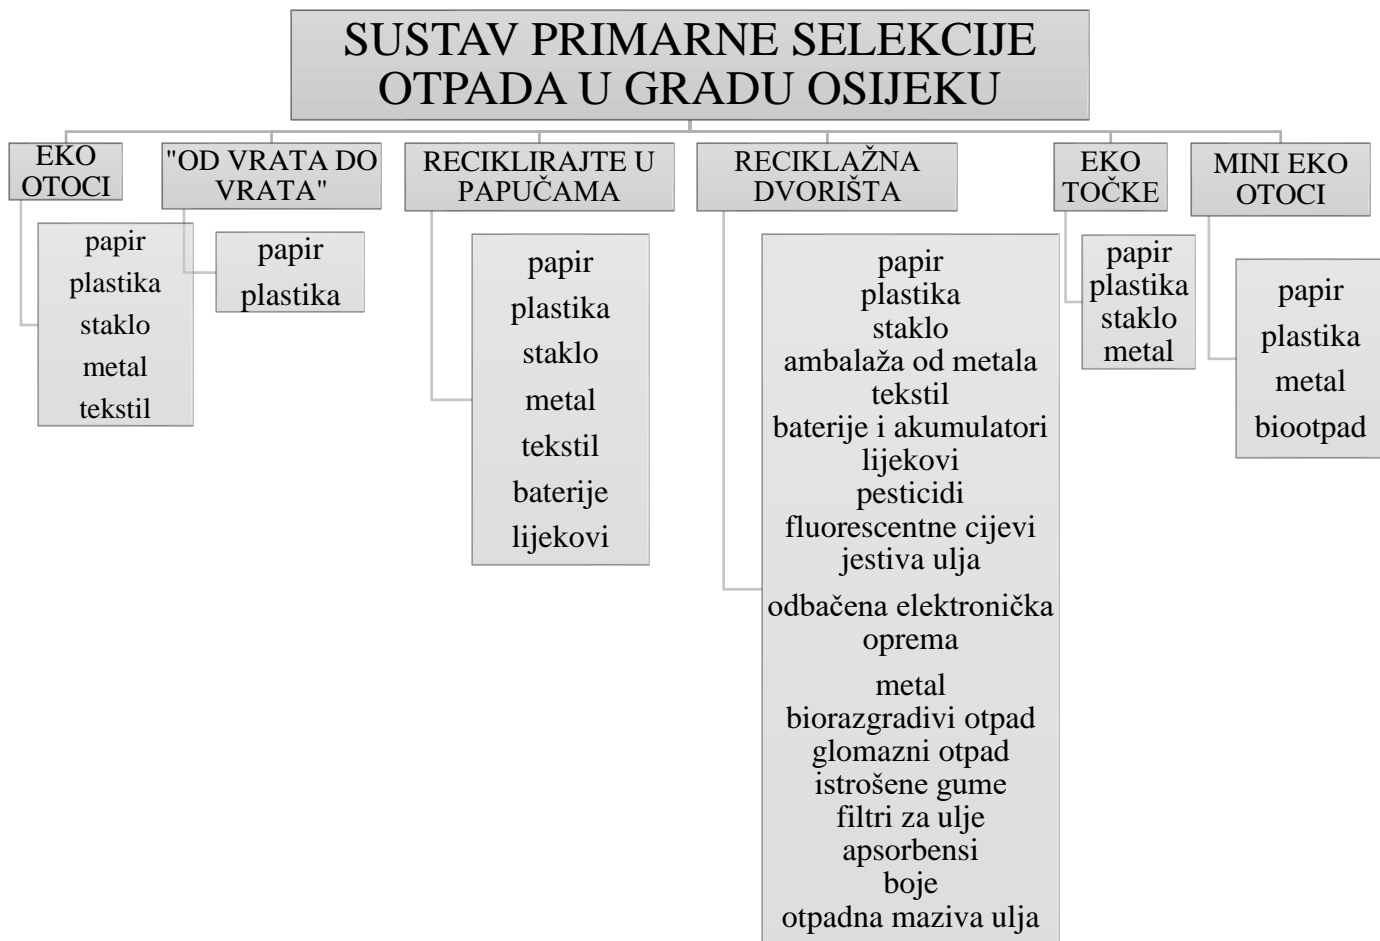 SUSTAV PRIMARNE SELEKCIJE
OTPADA U GRADU OSIJEKU
EKO
OTOCI
papir
plastika
staklo
metal
tekstil
"OD VRATA DO
VRATA"
papir
plastika
RECIKLIRAJTE U
PAPUČAMA
papir
plastika
staklo
metal
tekstil
baterije
lijekovi
RECIKLAŽNA
DVORIŠTA
papir
plastika
staklo
ambalaža od metala
tekstil
baterije i akumulatori
lijekovi
pesticidi
fluorescentne cijevi
jestiva ulja
odbačena elektronička
oprema
metal
biorazgradivi otpad
glomazni otpad
istrošene gume
filtri za ulje
apsorbensi
boje
otpadna maziva ulja
EKO
TOČKE
papir
plastika
staklo
metal
MINI EKO
OTOCI
papir
plastika
metal
biootpad